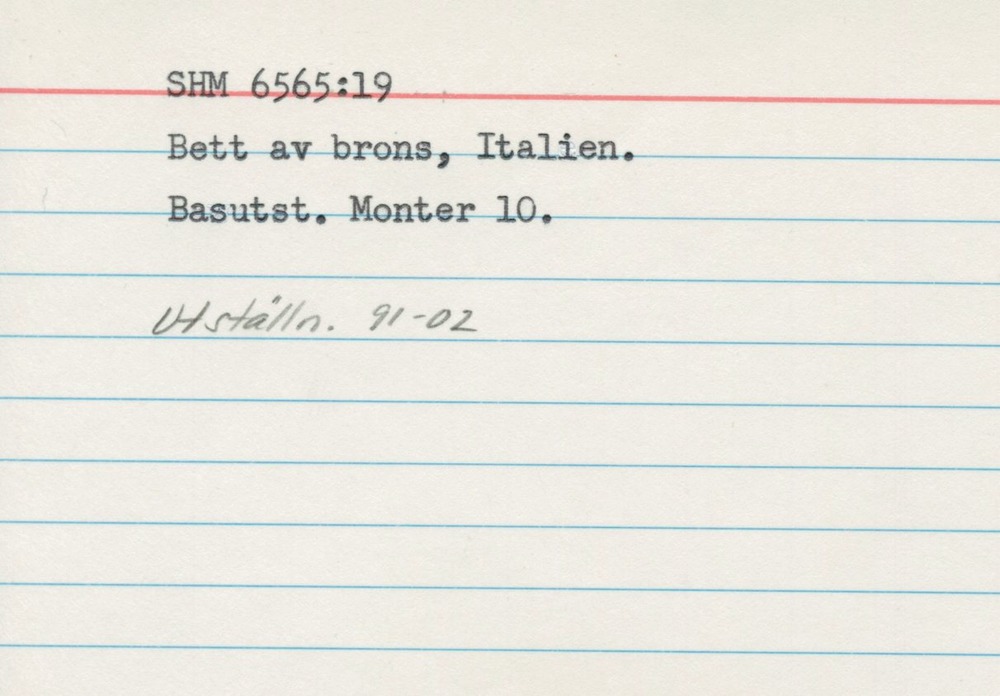 SHM 6565:19
Bett av brons, Italien.
Basutst. Monter 10.
Utställn. 91-02